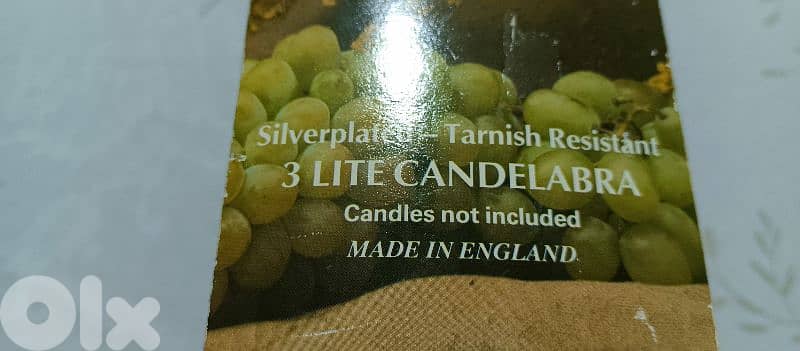 Silverplated – Tarnish Resistant
3 LITE CANDELABRA
Candles not included
MADE IN ENGLAND
olx